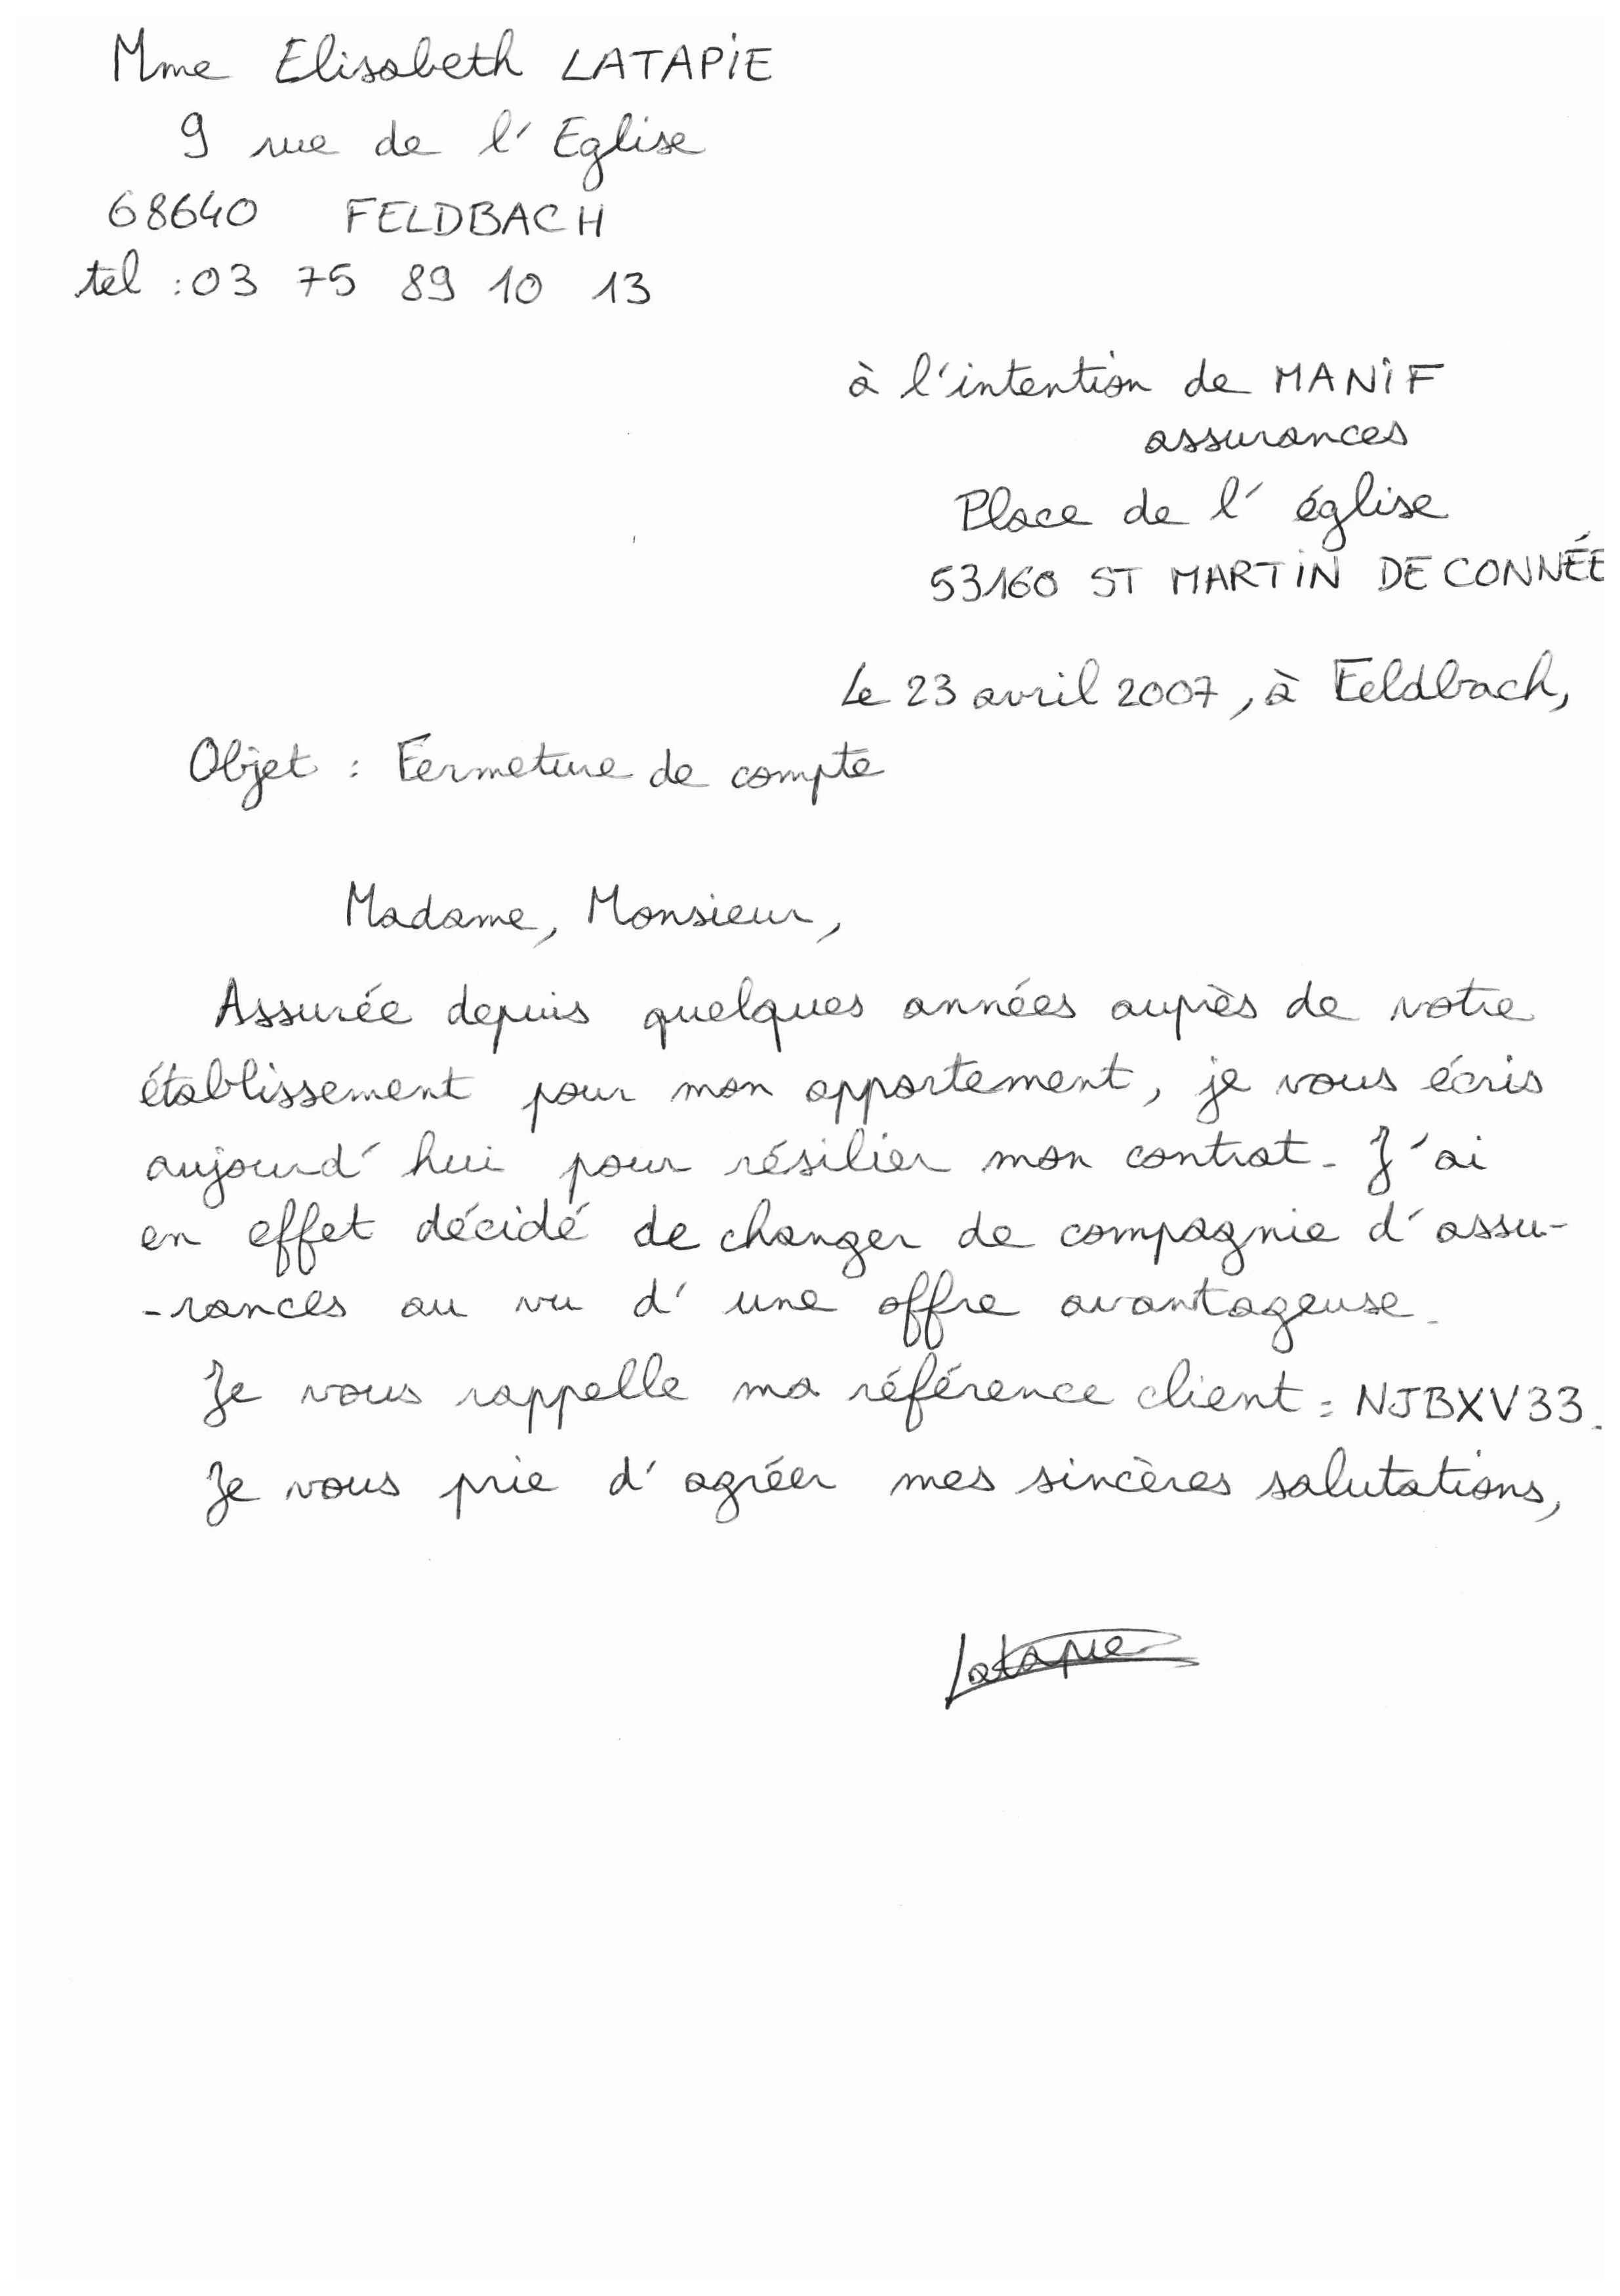 Mme Elisabeth LATAPIE
9 rue de l'Eglise
68640 FELDBACH
tel : 03 75 89 10 13
à l'intention de MANIF
assurances
Place de l'église
53160 ST MARTIN DE CONNÉE
Le 23 avril 2007, à Feldbach,
Objet : Fermeture de compte
Madame, Monsieur,
Assurée depuis quelques années auprès de votre
établissement pour mon appartement, je vous écris
aujourd'hui pour résilier mon contrat. J'ai
en effet décidé de changer de compagnie d'assu-
-rances au vu d'une offre avantageuse.
Je vous rappelle ma référence client : NJBXV33.
Je vous prie d'agréer mes sincères salutations,
Latapie